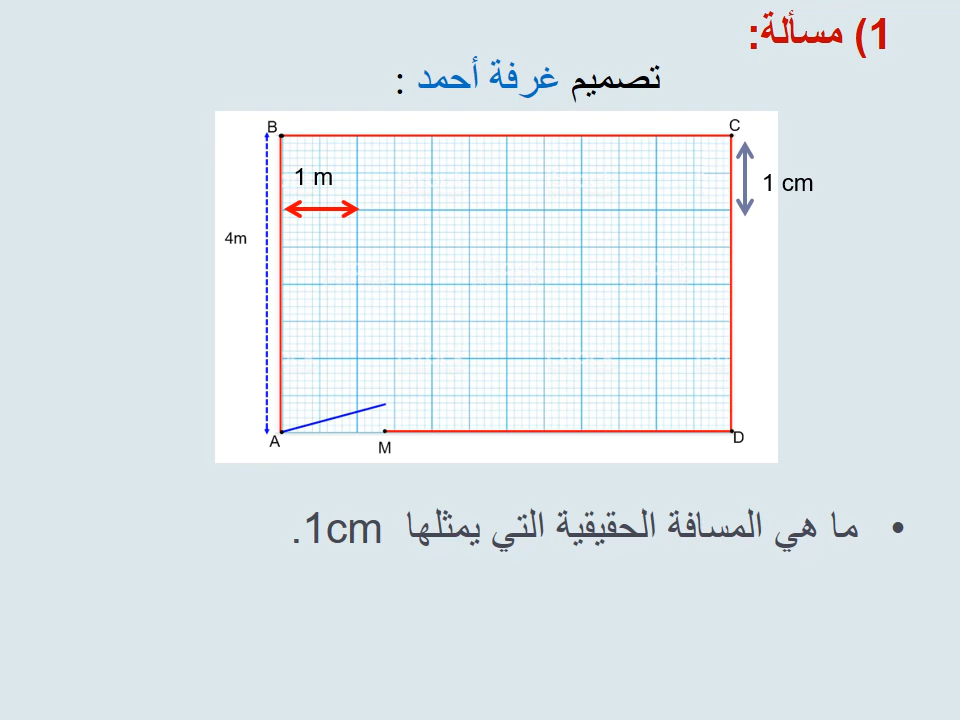 1) مسألة:
تصميم غرفة أحمد :
B
C
1 m
1 cm
4m
A
M
D
• ما هي المسافة الحقيقية التي يمثلها 1cm.